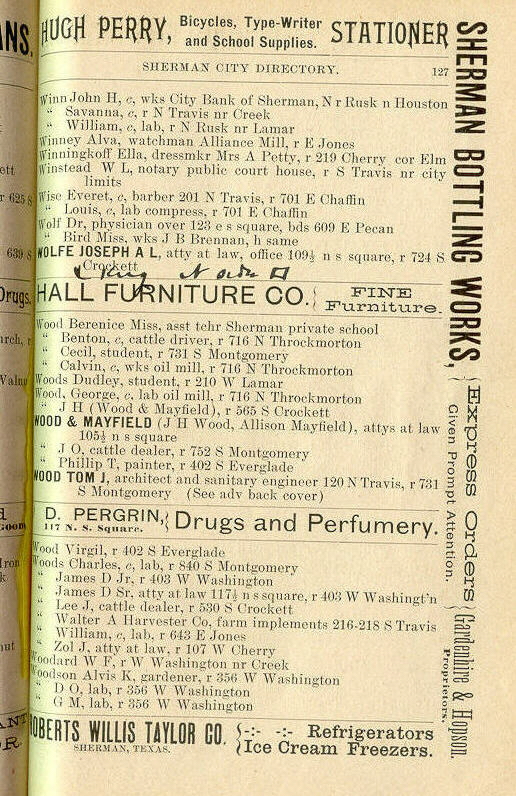 HUGH PERRY, Bicycles, Type-Writer and School Supplies. STATIONER
SHERMAN CITY DIRECTORY. 127
Winn John H, c, wks City Bank of Sherman, N r Rusk n Houston
“ Savanna, c, r N Travis nr Creek
“ William, c, lab, r N Rusk nr Lamar
Winney Alva, watchman Alliance Mill, r E Jones
Winningkoff Ella, dressmkr Mrs A Petty, r 219 Cherry cor Elm
Winstead W L, notary public court house, r S Travis nr city
limits
Wise Everet, c, barber 201 N Travis, r 701 E Chaffin
“ Louis, c, lab compress, r 701 E Chaffin
Wolf Dr, physician over 123 e s square, bds 609 E Pecan
“ Bird Miss, wks J B Brennan, h same
WOLFE JOSEPH A L, atty at law, office 109½ n s square, r 724 S
Crockett
HALL FURNITURE CO. { FINE Furniture.
Wood Berenice Miss, asst tchr Sherman private school
“ Benton, c, cattle driver, r 716 N Throckmorton
“ Cecil, student, r 731 S Montgomery
“ Calvin, c, wks oil mill, r 716 N Throckmorton
Woods Dudley, student, r 210 W Lamar
Wood, George, c, lab oil mill, r 716 N Throckmorton
“ J H (Wood & Mayfield), r 565 S Crockett
WOOD & MAYFIELD (J H Wood, Allison Mayfield), attys at law
105½ n s square
“ J O, cattle dealer, r 752 S Montgomery
“ Phillip T, painter, r 402 S Everglade
WOOD TOM J, architect and sanitary engineer 120 N Travis, r 731
S Montgomery (See adv back cover)
D. PERGRIN, 117 N. S. Square. { Drugs and Perfumery.
Wood Virgil, r 402 S Everglade
Woods Charles, c, lab, r 840 S Montgomery
“ James D Jr, r 403 W Washington
“ James D Sr, atty at law 117½ n s square, r 403 W Washingt'n
“ Lee J, cattle dealer, r 530 S Crockett
“ Walter A Harvester Co, farm implements 216-218 S Travis
“ William, c, lab, r 643 E Jones
“ Zol J, atty at law, r 107 W Cherry
Woodard W F, r W Washington nr Creek
Woodson Alvis K, gardener, r 356 W Washington
“ D O, lab, r 356 W Washington
“ G M, lab, r 356 W Washington
ROBERTS WILLIS TAYLOR CO. { -:- -:- Refrigerators
SHERMAN, TEXAS. Ice Cream Freezers.
SHERMAN BOTTLING WORKS, { Express Orders Given Prompt Attention. } Gardenhire & Hopson. Proprietors.